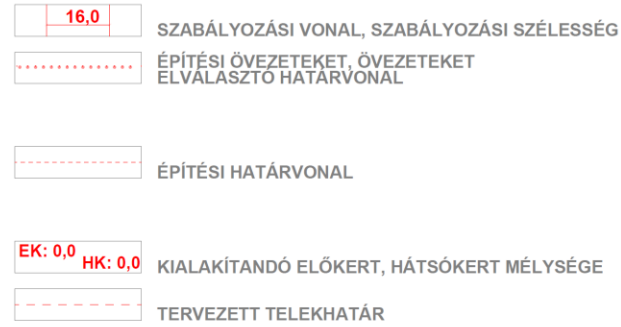 16,0
SZABÁLYOZÁSI VONAL, SZABÁLYOZÁSI SZÉLESSÉG
ÉPÍTÉSI ÖVEZETEKET, ÖVEZETEKET
ELVÁLASZTÓ HATÁRVONAL
ÉPÍTÉSI HATÁRVONAL
EK: 0,0
HK: 0,0
KIALAKÍTANDÓ ELŐKERT, HÁTSÓKERT MÉLYSÉGE
TERVEZETT TELEKHATÁR